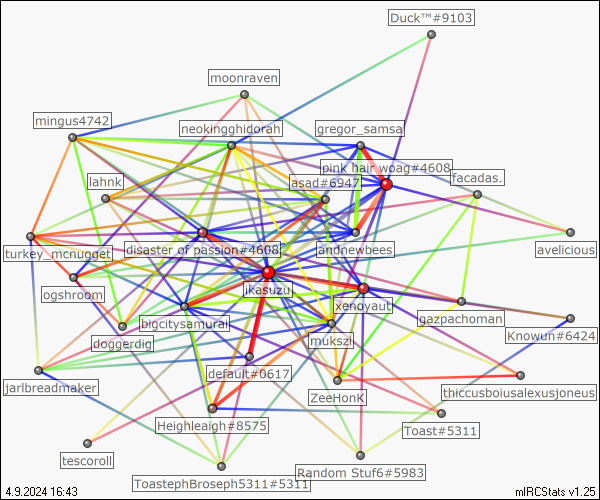 Duck™#9103
moonraven
mingus4742
neokingghidorah
gregor_samsa
pink hair woag#4608
facadas.
lahnk
asad#6947
turkey_mcnugget
disaster of passion#4608
andnewbees
avelicious
ogshroom
ikasuzu
xenoyaut
bigcitysamurai
gazpachoman
doggerdig
mukszi
Knowun#6424
default#0617
jarlbreadmaker
ZeeHonK
thiccusboiusalexusjoneus
Heighleaigh#8575
Toast#5311
tescoroll
Random Stuf6#5983
ToastephBroseph5311#5311
4.9.2024 16:43
mIRCStats v1.25